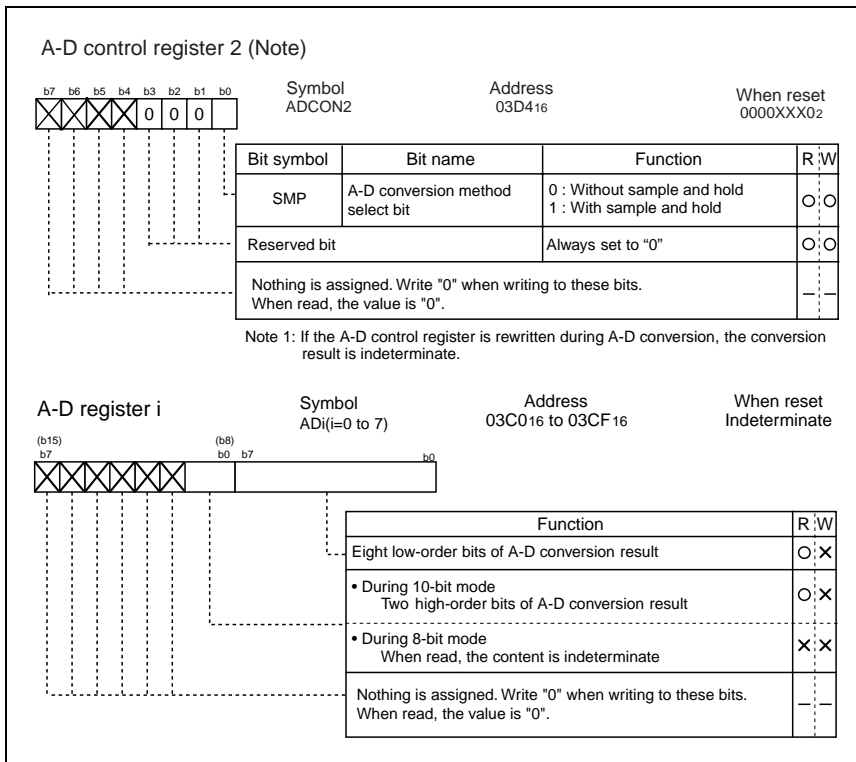 A-D control register 2 (Note)
b7 b6 b5 b4 b3 b2 b1 b0
0 0 0
Symbol Address When reset
ADCON2 03D416 0000XXX02
Bit symbol Bit name Function R W
SMP A-D conversion method select bit 0 : Without sample and hold
1 : With sample and hold
Reserved bit Always set to “0”
Nothing is assigned. Write "0" when writing to these bits.
When read, the value is "0".
Note 1: If the A-D control register is rewritten during A-D conversion, the conversion
result is indeterminate.
A-D register i
Symbol Address When reset
ADi(i=0 to 7) 03C016 to 03CF16 Indeterminate
(b15) (b8)
b7 b0 b7 b0
Function R W
Eight low-order bits of A-D conversion result
• During 10-bit mode
Two high-order bits of A-D conversion result
• During 8-bit mode
When read, the content is indeterminate
Nothing is assigned. Write "0" when writing to these bits.
When read, the value is "0".